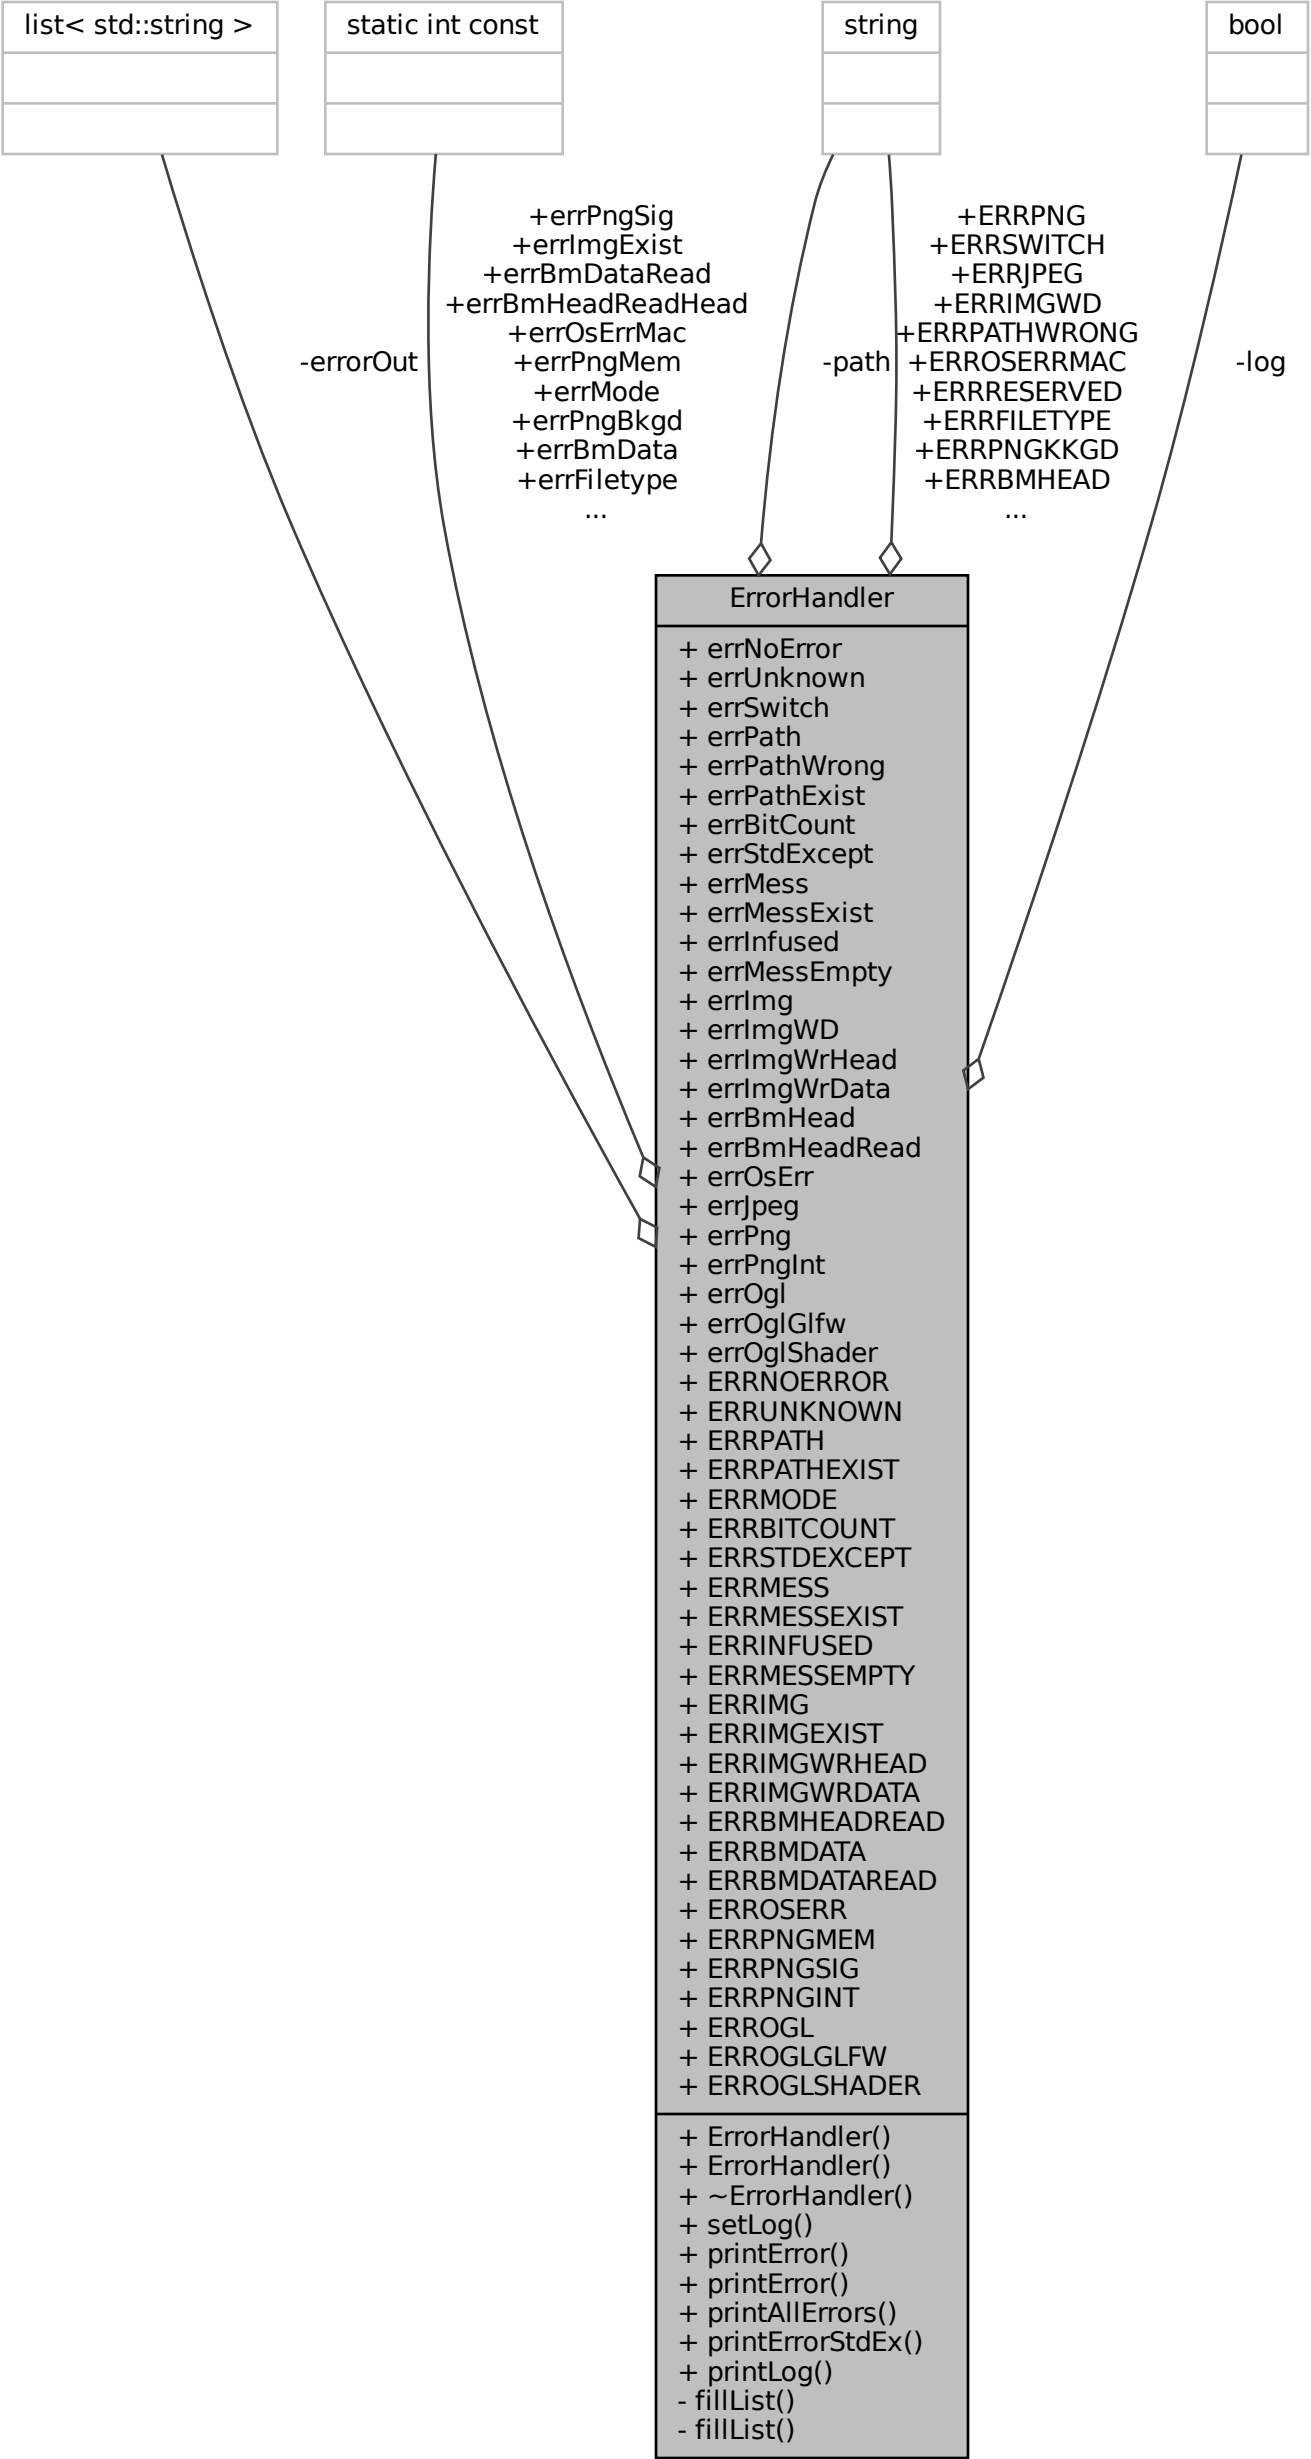 list< std::string >
static int const
string
bool
+errPngSig
+errImgExist
+errBmDataRead
+errBmHeadReadHead
+errOsErrMac
+errPngMem
+errMode
+errPngBkgd
+errBmData
+errFiletype
...
+ERRPNG
+ERRSWITCH
+ERRJPEG
+ERRIMGWD
+ERRPATHWRONG
+ERROSERRMAC
+ERRRESERVED
+ERRFILETYPE
+ERRPNGKKGD
+ERRBMHEAD
...
-errorOut
-path
-log
ErrorHandler
+ errNoError
+ errUnknown
+ errSwitch
+ errPath
+ errPathWrong
+ errPathExist
+ errBitCount
+ errStdExcept
+ errMess
+ errMessExist
+ errInfused
+ errMessEmpty
+ errImg
+ errImgWD
+ errImgWrHead
+ errImgWrData
+ errBmHead
+ errBmHeadRead
+ errOsErr
+ errJpeg
+ errPng
+ errPngInt
+ errOgl
+ errOglGlfw
+ errOglShader
+ ERRNOERROR
+ ERRUNKNOWN
+ ERRPATH
+ ERRPATHEXIST
+ ERRMODE
+ ERRBITCOUNT
+ ERRSTDEXCEPT
+ ERRMESS
+ ERRMESSEXIST
+ ERRINFUSED
+ ERRMESSEMPTY
+ ERRIMG
+ ERRIMGEXIST
+ ERRIMGWRHEAD
+ ERRIMGWRDATA
+ ERRBMHEADREAD
+ ERRBMDATA
+ ERRBMDATAREAD
+ ERROSERR
+ ERRPNGMEM
+ ERRPNGSIG
+ ERRPNGINT
+ ERROGL
+ ERROGLGLFW
+ ERROGLSHADER
+ ErrorHandler()
+ ErrorHandler()
+ ~ErrorHandler()
+ setLog()
+ printError()
+ printError()
+ printAllErrors()
+ printErrorStdEx()
+ printLog()
- fillList()
- fillList()